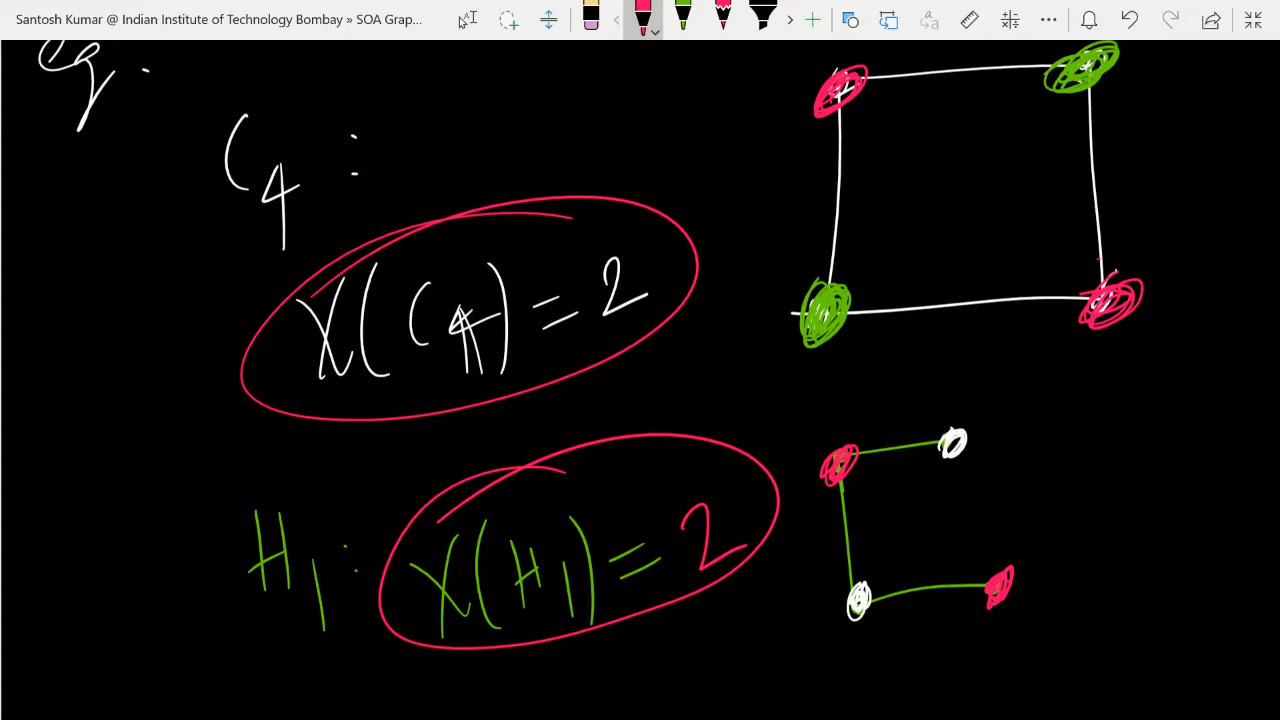 Santosh Kumar @ Indian Institute of Technology Bombay » SOA Grap...
eg.
C4 :
χ(C4) = 2
H1 : χ(H1) = 2